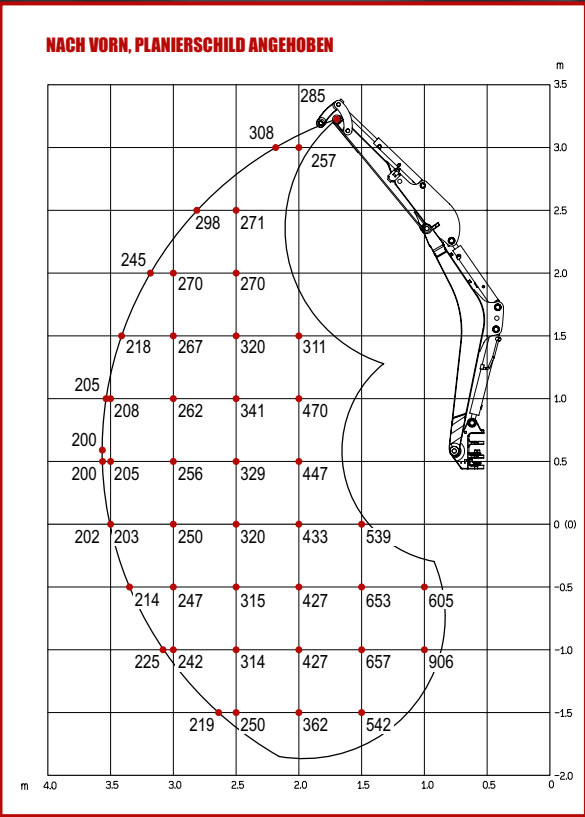 NACH VORN, PLANIERSCHILD ANGEHOBEN
m
3.5
285
308 257
3.0
298 271
2.5
245 270 270
2.0
218 267 320 311
1.5
205 208 262 341 470
1.0
200
200 205 256 329 447
0.5
202 203 250 320 433 539
0 (0)
214 247 315 427 653 605
-0.5
225 242 314 427 657 906
-1.0
219 250 362 542
-1.5
-2.0
m 4.0 3.5 3.0 2.5 2.0 1.5 1.0 0.5 0